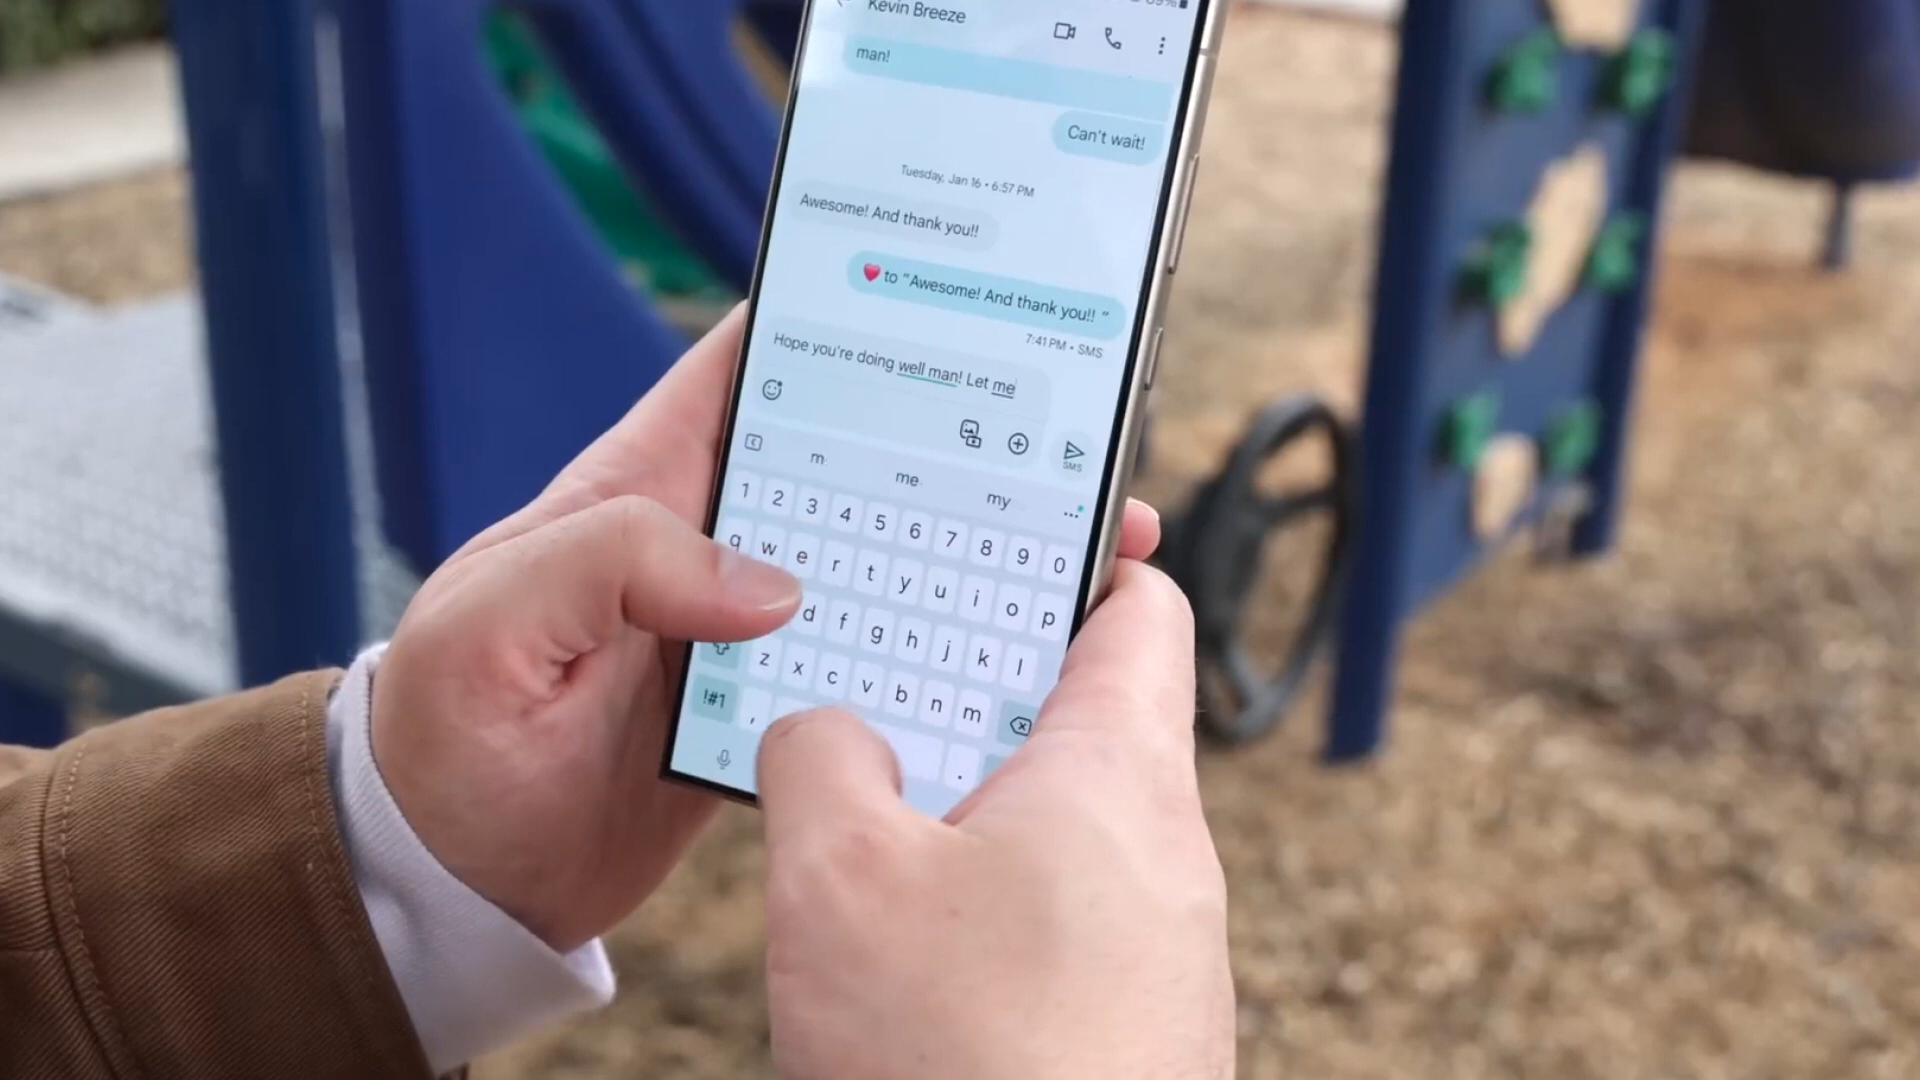 Kevin Breeze
man!
Can't wait!
Tuesday, Jan 16 • 6:57 PM
Awesome! And thank you!!
❤️ to "Awesome! And thank you!! "
7:41 PM • SMS
Hope you're doing well man! Let me
SMS
m me my
1 2 3 4 5 6 7 8 9 0
q w e r t y u i o p
d f g h j k l
z x c v b n m
!#1 , .